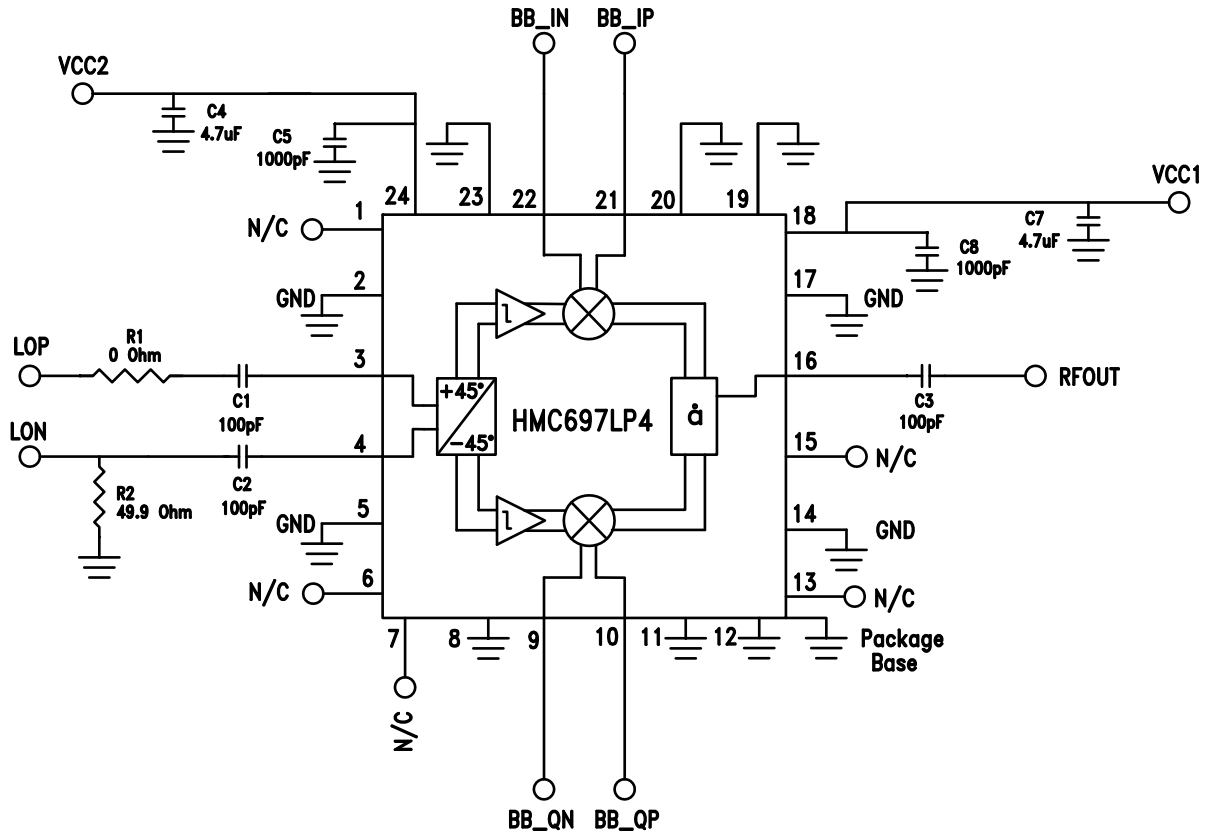 BB_IN BB_IP
VCC2
C4
4.7uF
C5
1000pF
VCC1
C7
4.7uF
C8
1000pF
24 23 22 21 20 19
N/C 1
18
GND 2
17 GND
LOP
R1
0 Ohm
C1
100pF
3
16
C3
100pF
RFOUT
+45°
-45°
HMC697LP4
å
LON
R2
49.9 Ohm
C2
100pF
4
15 N/C
GND 5
14 GND
N/C 6
13 N/C
7 8 9 10 11 12
Package
Base
N/C
BB_QN BB_QP